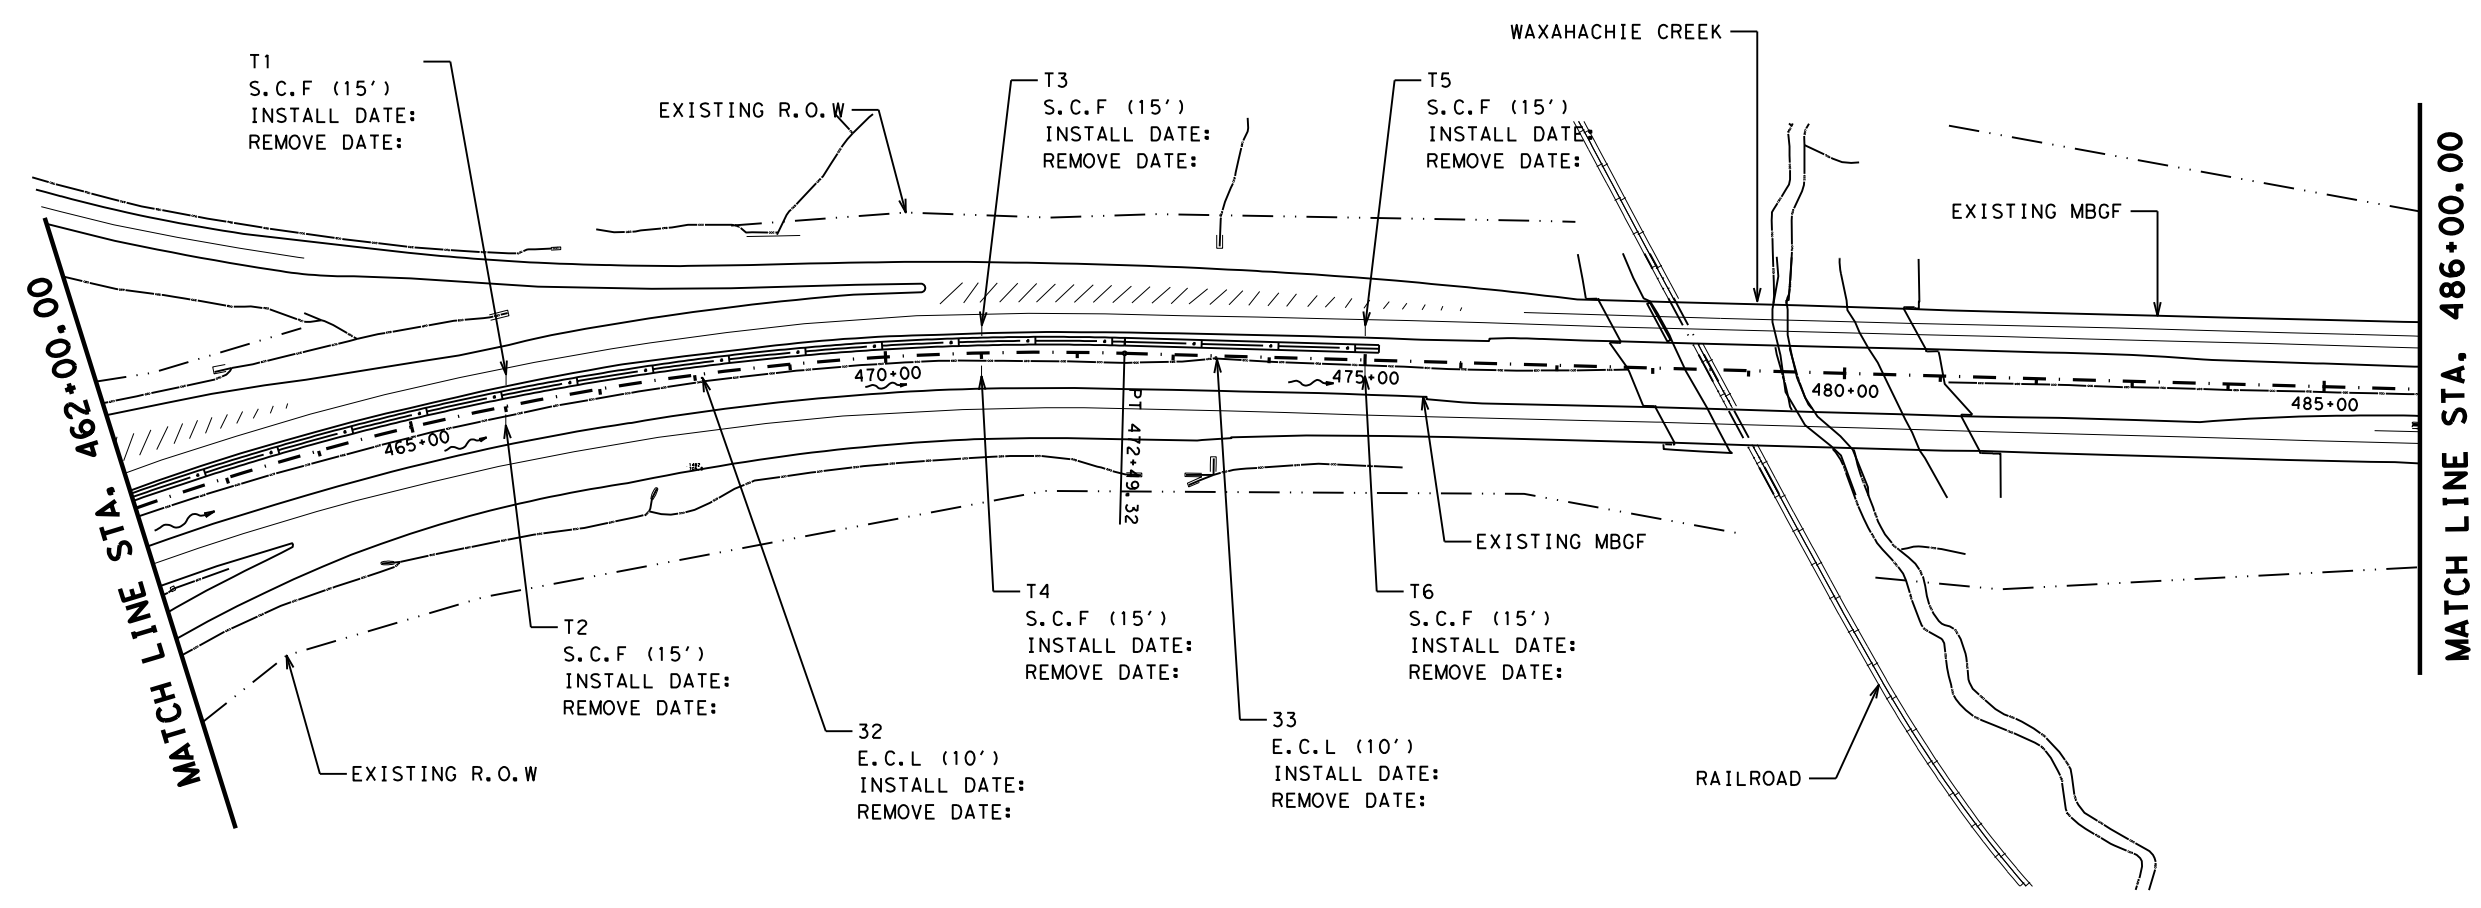 WAXAHACHIE CREEK
T1
S.C.F (15')
INSTALL DATE:
REMOVE DATE:
EXISTING R.O.W
T3
S.C.F (15')
INSTALL DATE:
REMOVE DATE:
T5
S.C.F (15')
INSTALL DATE:
REMOVE DATE:
EXISTING MBGF
MATCH LINE STA. 462+00.00
MATCH LINE STA. 486+00.00
465+00
470+00
475+00
480+00
485+00
PT 472+49.32
EXISTING MBGF
T2
S.C.F (15')
INSTALL DATE:
REMOVE DATE:
T4
S.C.F (15')
INSTALL DATE:
REMOVE DATE:
T6
S.C.F (15')
INSTALL DATE:
REMOVE DATE:
32
E.C.L (10')
INSTALL DATE:
REMOVE DATE:
33
E.C.L (10')
INSTALL DATE:
REMOVE DATE:
EXISTING R.O.W
RAILROAD